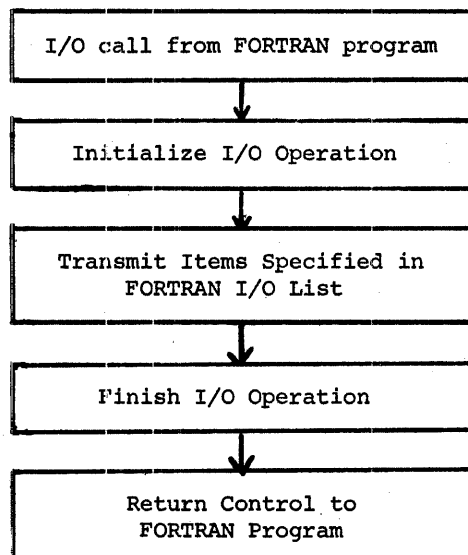 I/O call from FORTRAN program
Initialize I/O Operation
Transmit Items Specified in
FORTRAN I/O List
Finish I/O Operation
Return Control to
FORTRAN Program